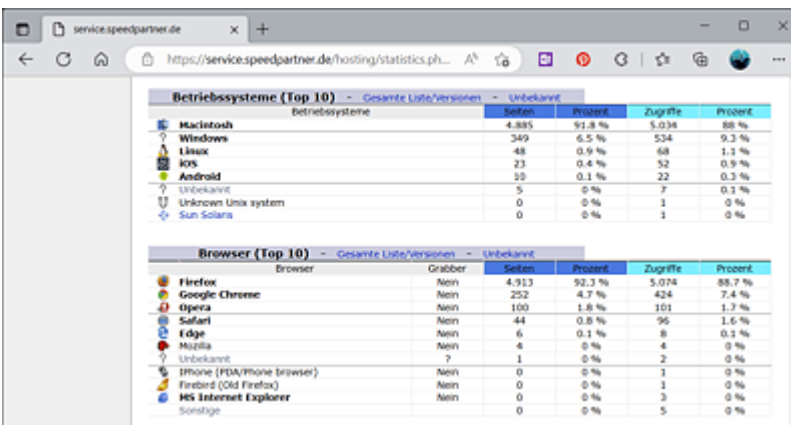 service.speedpartner.de
https://service.speedpartner.de/hosting/statistics.ph...
Betriebssysteme (Top 10) - Gesamte Liste/Versionen - Unbekannt
Betriebssysteme Seiten Prozent Zugriffe Prozent
Macintosh 4.885 91.8 % 5.034 88 %
Windows 349 6.5 % 534 9.3 %
Linux 48 0.9 % 68 1.1 %
iOS 23 0.4 % 52 0.9 %
Android 10 0.1 % 22 0.3 %
? Unbekannt 5 0 % 7 0.1 %
Unknown Unix system 0 0 % 1 0 %
Sun Solaris 0 0 % 1 0 %
Browser (Top 10) - Gesamte Liste/Versionen - Unbekannt
Browser Grabber Seiten Prozent Zugriffe Prozent
Firefox Nein 4.913 92.3 % 5.074 88.7 %
Google Chrome Nein 252 4.7 % 424 7.4 %
Opera Nein 100 1.8 % 101 1.7 %
Safari Nein 44 0.8 % 96 1.6 %
Edge Nein 6 0.1 % 8 0.1 %
Mozilla Nein 4 0 % 4 0 %
? Unbekannt ? 1 0 % 2 0 %
IPhone (PDA/Phone browser) Nein 0 0 % 1 0 %
Firebird (Old Firefox) Nein 0 0 % 1 0 %
MS Internet Explorer Nein 0 0 % 3 0 %
Sonstige 0 0 % 5 0 %